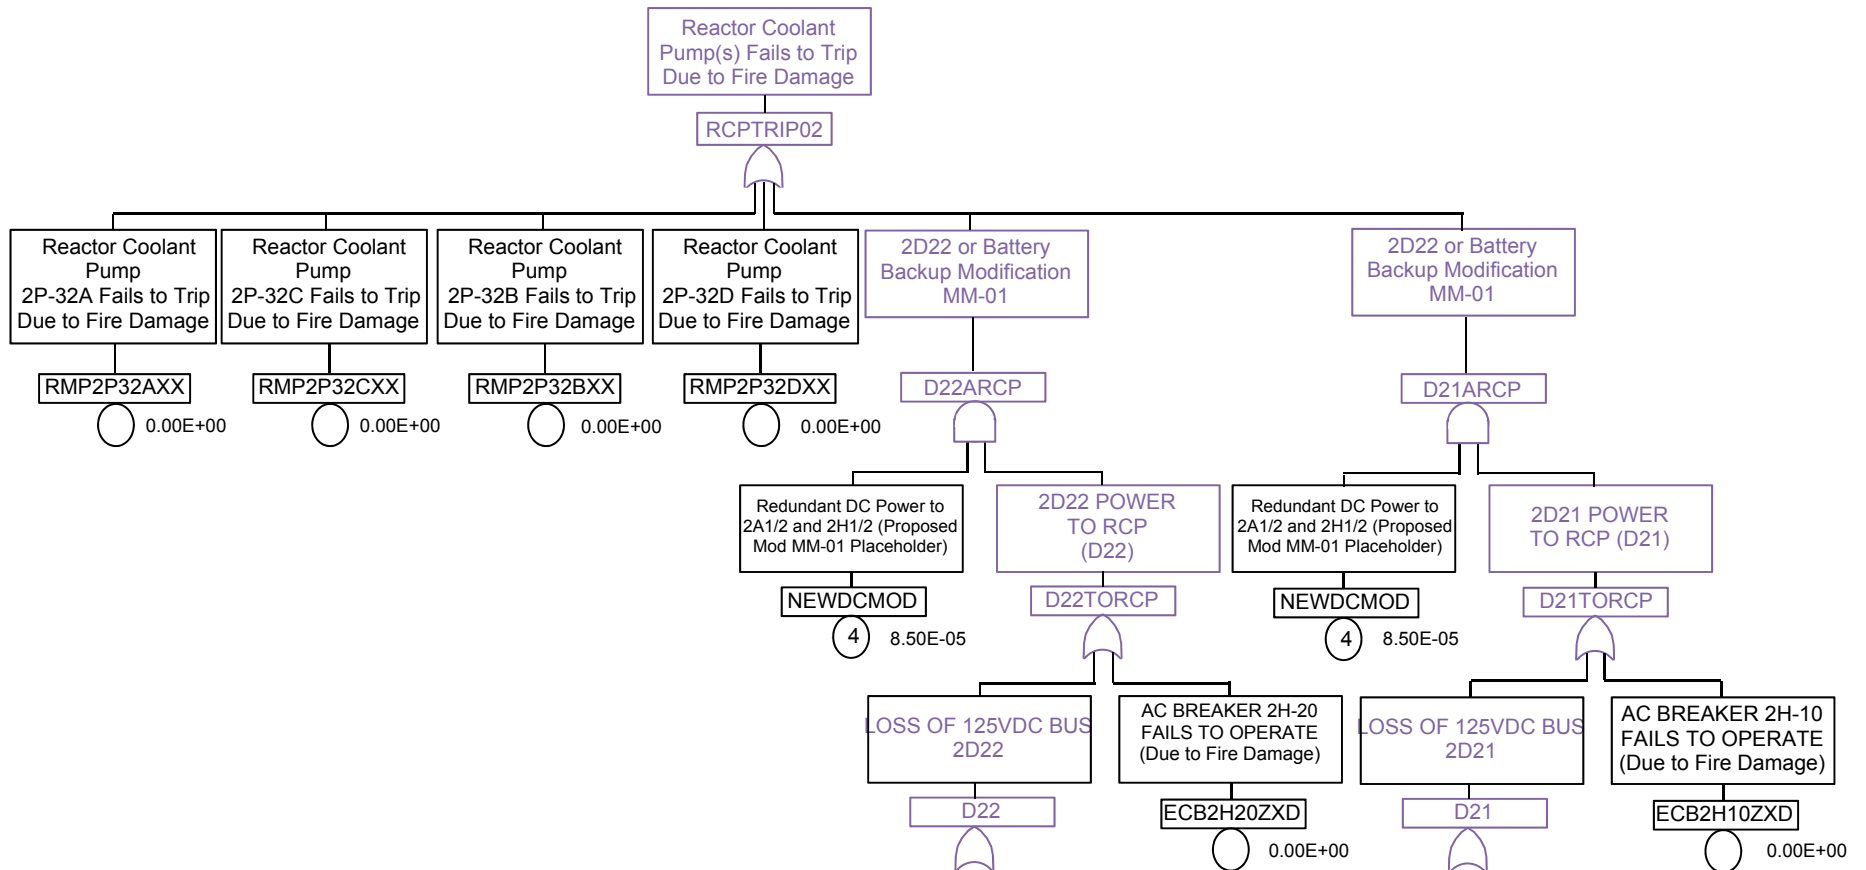 Reactor Coolant
Pump(s) Fails to Trip
Due to Fire Damage
RCPTRIP02
Reactor Coolant
Pump
2P-32A Fails to Trip
Due to Fire Damage
RMP2P32AXX
0.00E+00
Reactor Coolant
Pump
2P-32C Fails to Trip
Due to Fire Damage
RMP2P32CXX
0.00E+00
Reactor Coolant
Pump
2P-32B Fails to Trip
Due to Fire Damage
RMP2P32BXX
0.00E+00
Reactor Coolant
Pump
2P-32D Fails to Trip
Due to Fire Damage
RMP2P32DXX
0.00E+00
2D22 or Battery
Backup Modification
MM-01
D22ARCP
2D22 or Battery
Backup Modification
MM-01
D21ARCP
Redundant DC Power to
2A1/2 and 2H1/2 (Proposed
Mod MM-01 Placeholder)
NEWDCMOD
4 8.50E-05
2D22 POWER
TO RCP
(D22)
D22TORCP
Redundant DC Power to
2A1/2 and 2H1/2 (Proposed
Mod MM-01 Placeholder)
NEWDCMOD
4 8.50E-05
2D21 POWER
TO RCP (D21)
D21TORCP
LOSS OF 125VDC BUS
2D22
D22
AC BREAKER 2H-20
FAILS TO OPERATE
(Due to Fire Damage)
ECB2H20ZXD
0.00E+00
LOSS OF 125VDC BUS
2D21
D21
AC BREAKER 2H-10
FAILS TO OPERATE
(Due to Fire Damage)
ECB2H10ZXD
0.00E+00